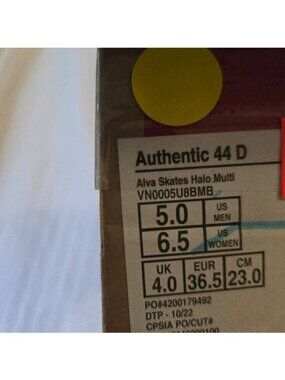 Authentic 44 D
Alva Skates Halo Multi
VN0005U8BMB
5.0 US MEN
6.5 US WOMEN
UK EUR CM
4.0 36.5 23.0
PO#4200179492
DTP - 10/22
CPSIA PO/CUT#